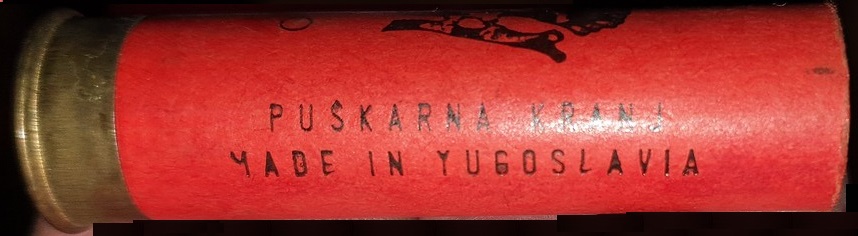 PUŠKARNA KRANJ
MADE IN YUGOSLAVIA